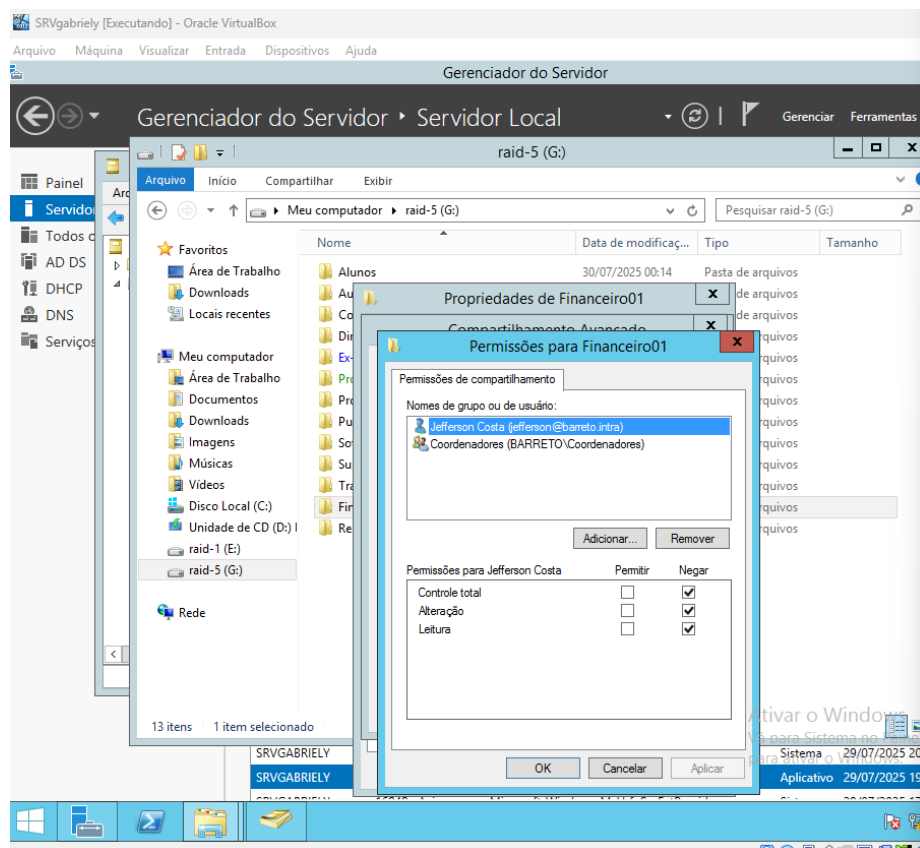 SRVgabriely [Executando] - Oracle VirtualBox
Arquivo Máquina Visualizar Entrada Dispositivos Ajuda
Gerenciador do Servidor
Gerenciador do Servidor Servidor Local Gerenciar Ferramentas
raid-5 (G:)
Painel
Arquivo Início Compartilhar Exibir
Meu computador raid-5 (G:) Pesquisar raid-5 (G:)
AD DS
DHCP
DNS
Favoritos
Área de Trabalho
Downloads
Locais recentes
Meu computador
Área de Trabalho
Documentos
Downloads
Imagens
Músicas
Vídeos
Disco Local (C:)
Unidade de CD (D:)
raid-1 (E:)
raid-5 (G:)
Rede
Nome Data de modificaç... Tipo Tamanho
Alunos 30/07/2025 00:14 Pasta de arquivos
de arquivos
de arquivos
Propriedades de Financeiro01
Compartilhamento Avançado
Permissões para Financeiro01
Permissões de compartilhamento
Nomes de grupo ou de usuário:
Jefferson Costa (jefferson@barreto.intra)
Coordenadores (BARRETO\Coordenadores)
Adicionar... Remover
Permissões para Jefferson Costa Permitir Negar
Controle total
Alteração
Leitura
OK Cancelar Aplicar
13 itens 1 item selecionado
SRVGABRIELY Sistema 29/07/2025 20
SRVGABRIELY Aplicativo 29/07/2025 19